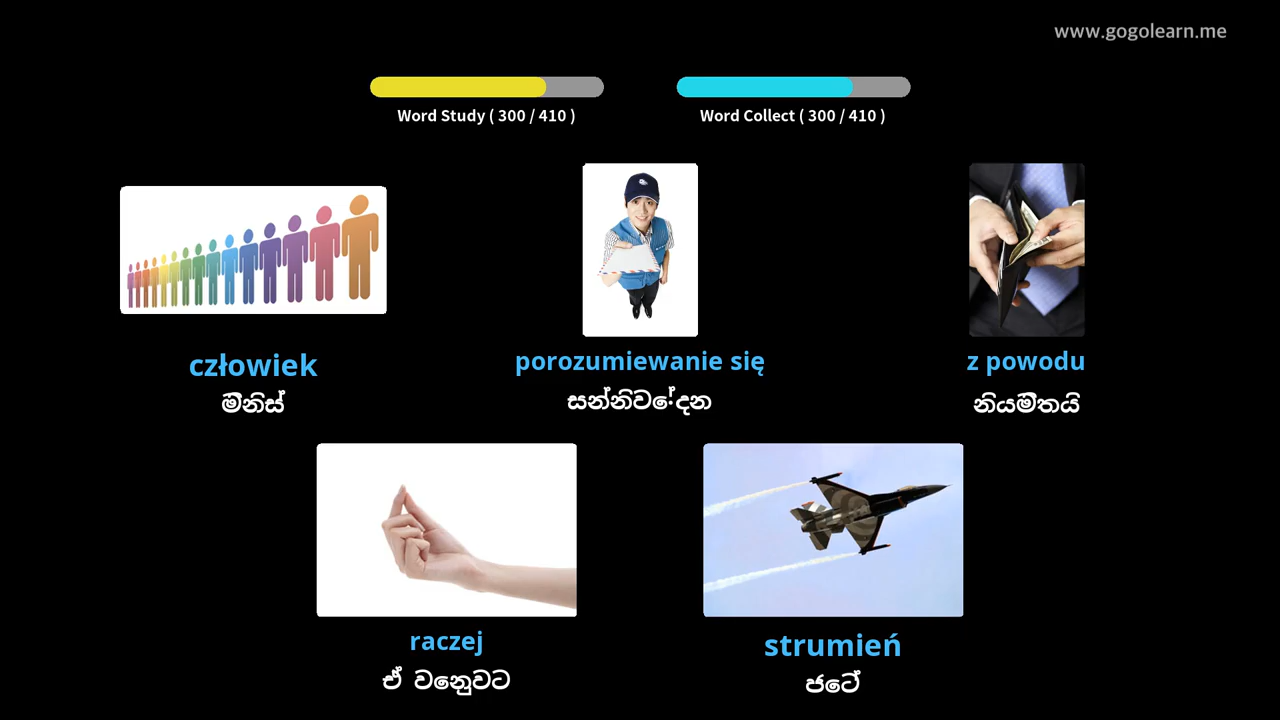 www.gogolearn.me
Word Study ( 300 / 410 )
Word Collect ( 300 / 410 )
człowiek
මිනිස්
porozumiewanie się
සන්නිවේදන
z powodu
නියමිතයි
raczej
ඒ වෙනුවට
strumień
ජෙට්